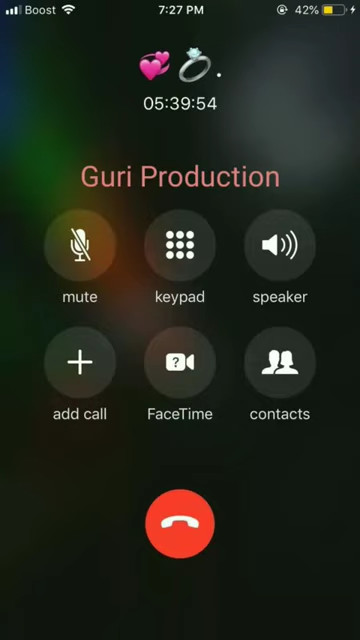 Boost 7:27 PM 42%
💞💍.
05:39:54
Guri Production
mute keypad speaker
add call FaceTime contacts